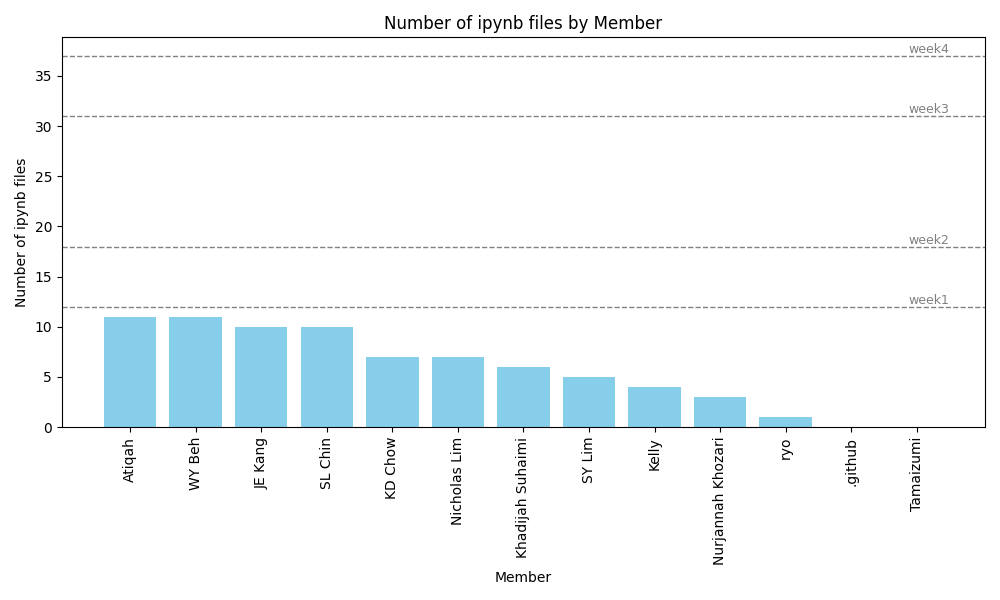 Number of ipynb files by Member
Number of ipynb files
35
30
25
20
15
10
5
0
week4
week3
week2
week1
Atiqah
WY Beh
JE Kang
SL Chin
KD Chow
Nicholas Lim
Khadijah Suhaimi
SY Lim
Kelly
Nurjannah Khozari
ryo
.github
Tamaizumi
Member